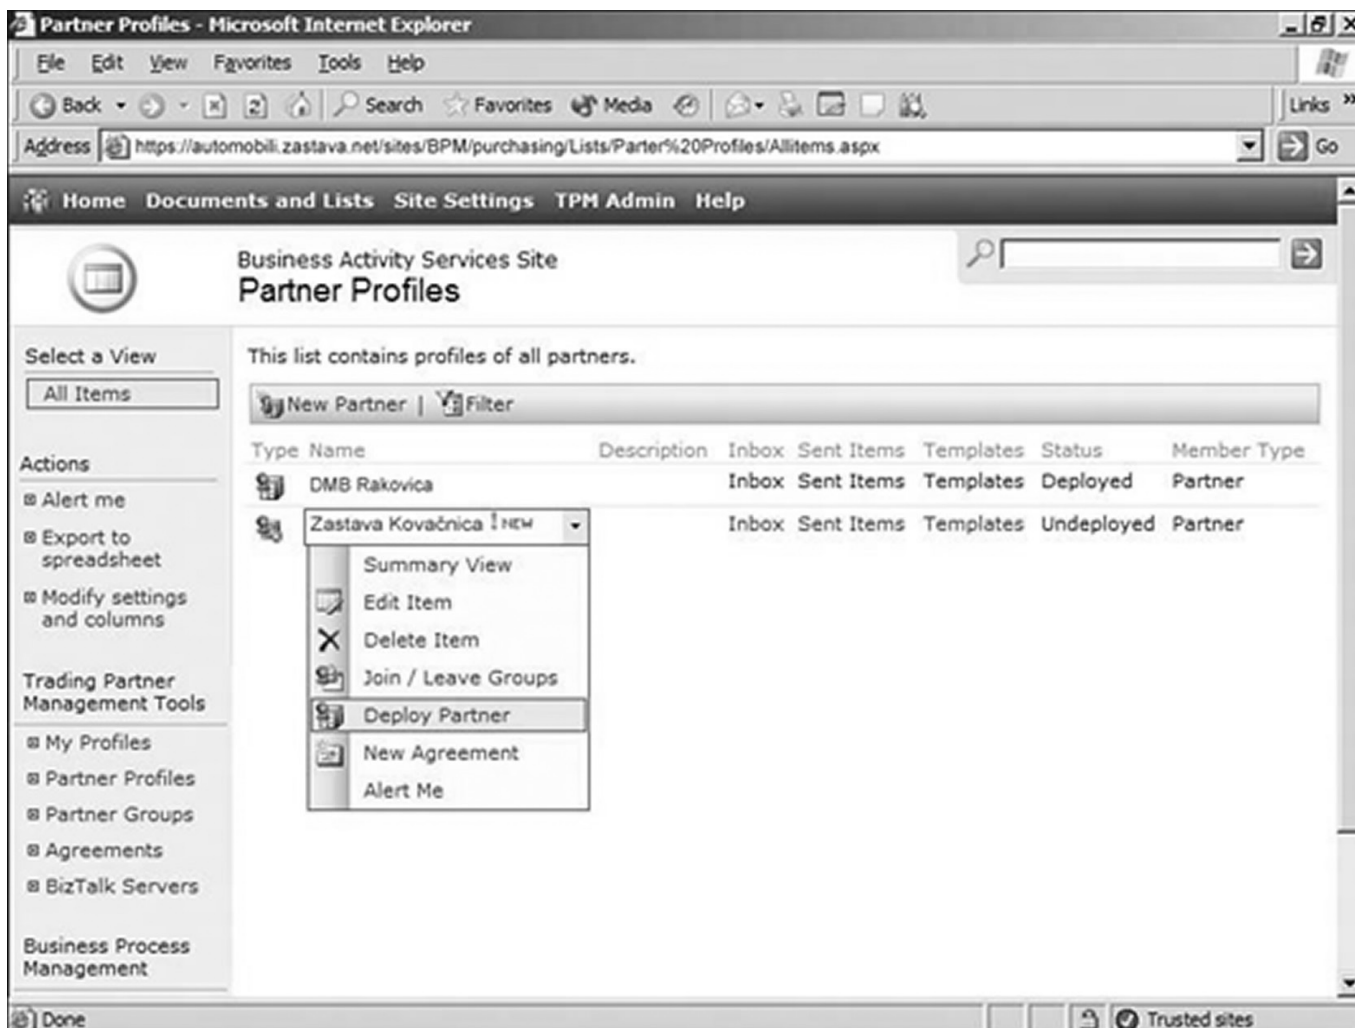 Partner Profiles - Microsoft Internet Explorer
File Edit View Favorites Tools Help
Back Search Favorites Media Links »
Address https://automobili.zastava.net/sites/BPM/purchasing/Lists/Parter%20Profiles/Allitems.aspx Go
Home Documents and Lists Site Settings TPM Admin Help
Business Activity Services Site
Partner Profiles
Select a View
All Items
Actions
Alert me
Export to
spreadsheet
Modify settings
and columns
Trading Partner
Management Tools
My Profiles
Partner Profiles
Partner Groups
Agreements
BizTalk Servers
Business Process
Management
This list contains profiles of all partners.
New Partner | Filter
Type Name Description Inbox Sent Items Templates Status Member Type
DMB Rakovica Inbox Sent Items Templates Deployed Partner
Zastava Kovačnica ! NEW Inbox Sent Items Templates Undeployed Partner
Summary View
Edit Item
Delete Item
Join / Leave Groups
Deploy Partner
New Agreement
Alert Me
Done Trusted sites